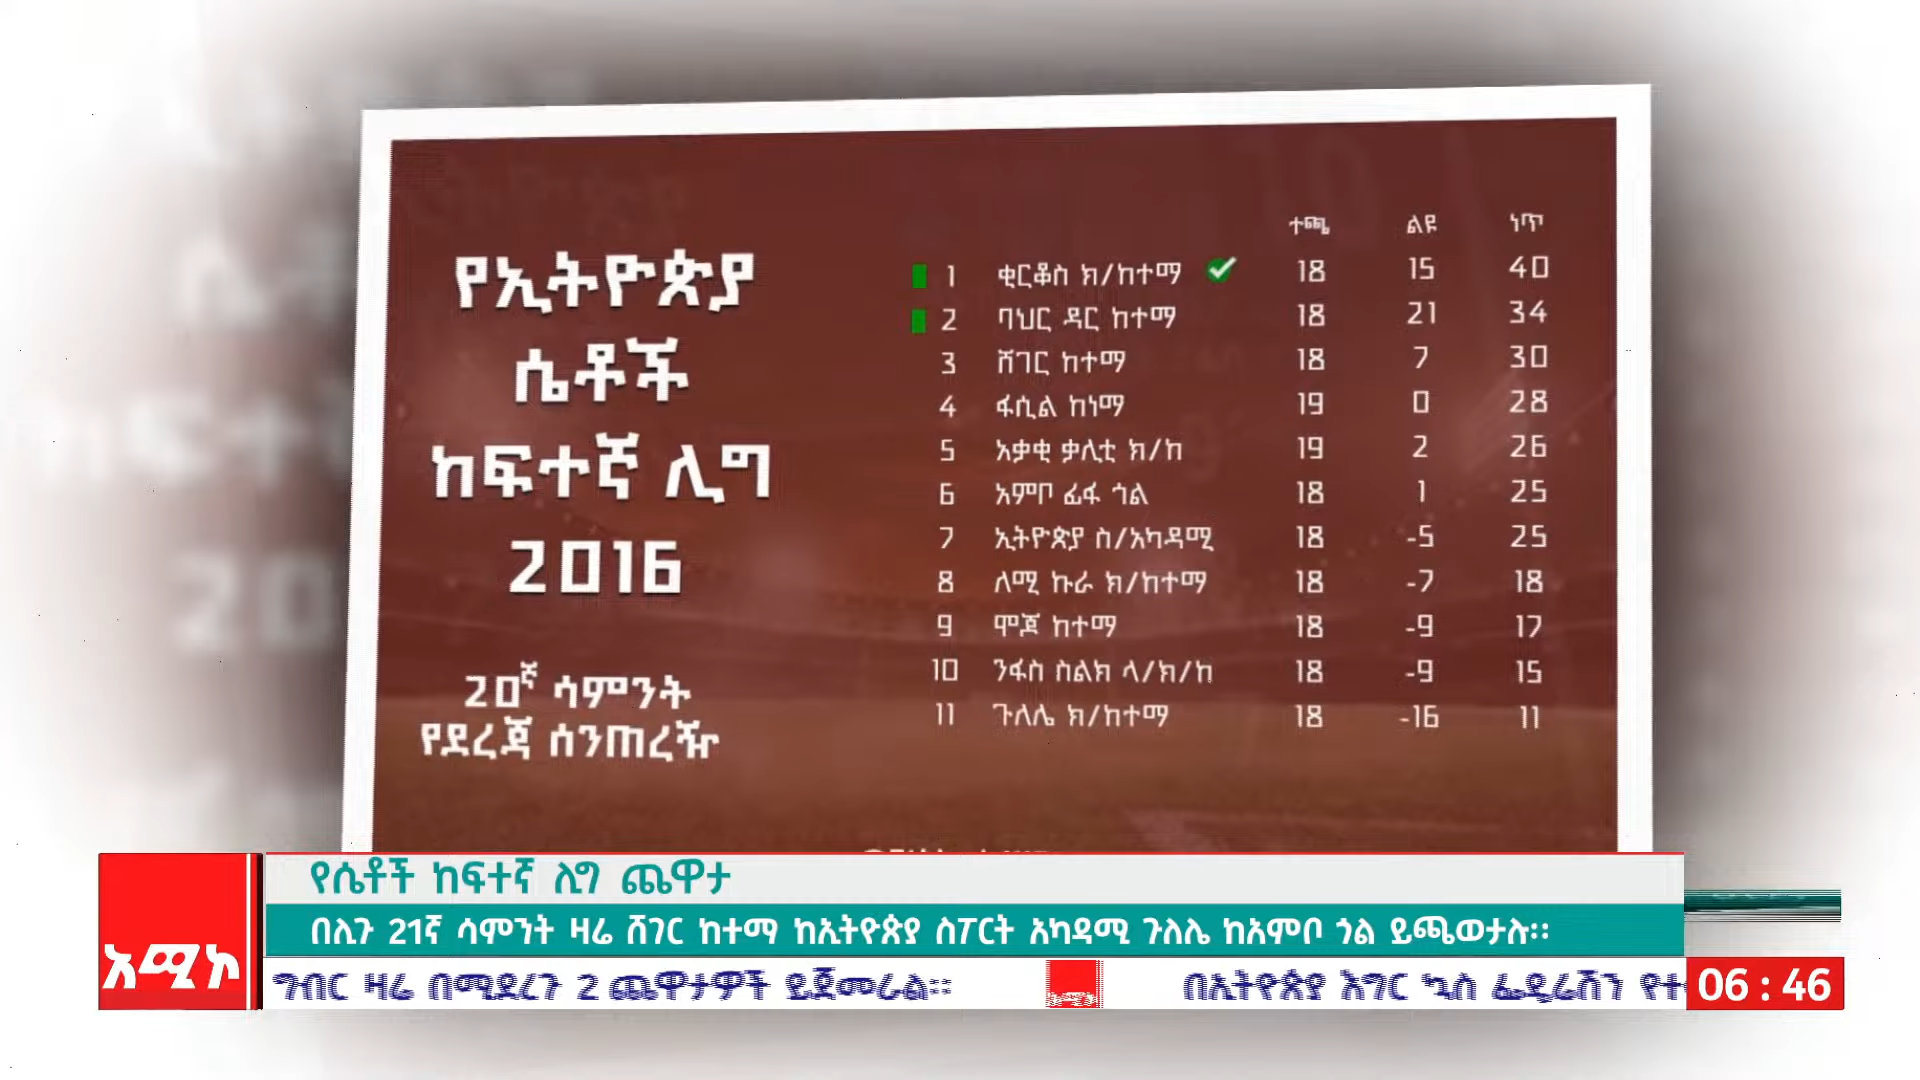 የኢትዮጵያ
ሴቶች
ከፍተኛ ሊግ
2016
20ኛ ሳምንት
የደረጃ ሰንጠረዥ
ተጫ ልዩ ነጥ
1 ቂርቆስ ክ/ከተማ 18 15 40
2 ባህር ዳር ከተማ 18 21 34
3 ሸገር ከተማ 18 7 30
4 ፋሲል ከነማ 19 0 28
5 አቃቂ ቃሊቲ ክ/ከ 19 2 26
6 አምቦ ፊፋ ጎል 18 1 25
7 ኢትዮጵያ ስ/አካዳሚ 18 -5 25
8 ለሚ ኩራ ክ/ከተማ 18 -7 18
9 ሞጆ ከተማ 18 -9 17
10 ንፋስ ስልክ ላ/ክ/ከ 18 -9 15
11 ጉለሌ ክ/ከተማ 18 -16 11
የሴቶች ከፍተኛ ሊግ ጨዋታ
በሊጉ 21ኛ ሳምንት ዛሬ ሸገር ከተማ ከኢትዮጵያ ስፖርት አካዳሚ ጉለሌ ከአምቦ ጎል ይጫወታሉ።
አሚኮ
ግብር ዛሬ በሚደረጉ 2 ጨዋታዎች ይጀመራል። በኢትዮጵያ እግር ኳስ ፌዴሬሽን
06:46